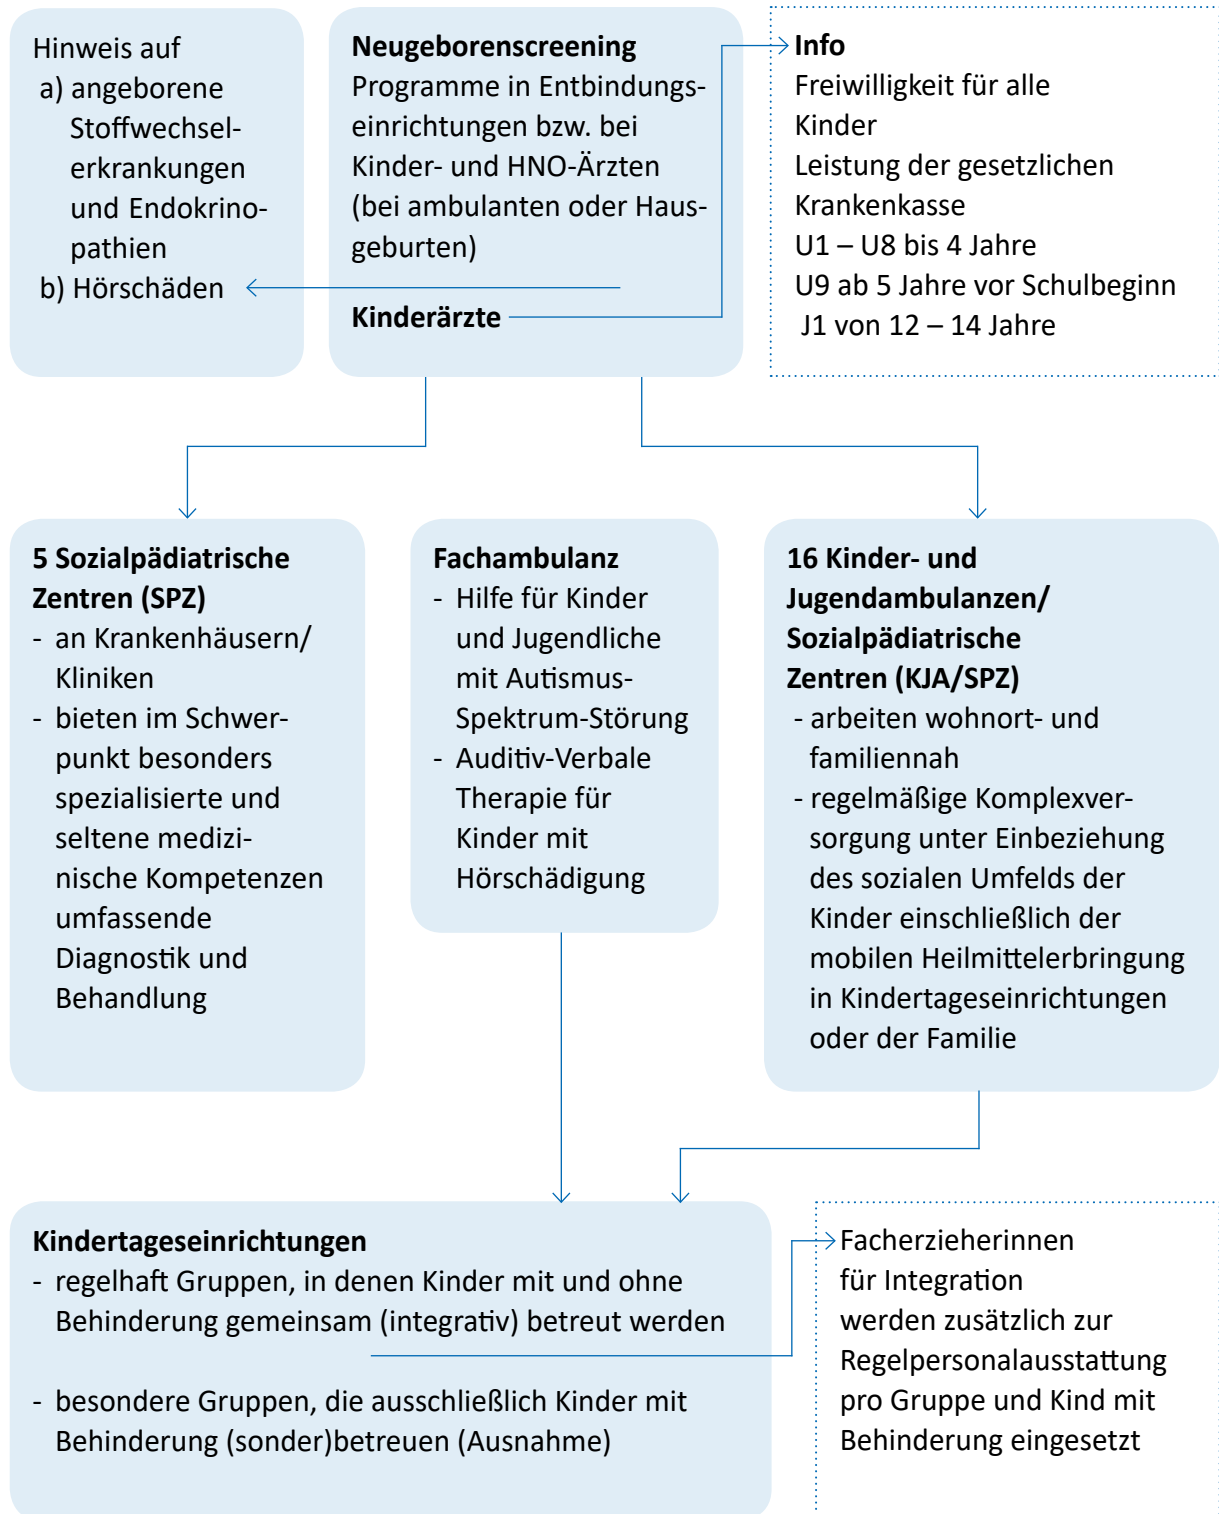 Hinweis auf
a) angeborene
Stoffwechsel-
erkrankungen
und Endokrino-
pathien
b) Hörschäden
Neugeborenscreening
Programme in Entbindungs-
einrichtungen bzw. bei
Kinder- und HNO-Ärzten
(bei ambulanten oder Haus-
geburten)
Kinderärzte
Info
Freiwilligkeit für alle
Kinder
Leistung der gesetzlichen
Krankenkasse
U1 – U8 bis 4 Jahre
U9 ab 5 Jahre vor Schulbeginn
J1 von 12 – 14 Jahre
5 Sozialpädiatrische
Zentren (SPZ)
- an Krankenhäusern/
Kliniken
- bieten im Schwer-
punkt besonders
spezialisierte und
seltene medizi-
nische Kompetenzen
umfassende
Diagnostik und
Behandlung
Fachambulanz
- Hilfe für Kinder
und Jugendliche
mit Autismus-
Spektrum-Störung
- Auditiv-Verbale
Therapie für
Kinder mit
Hörschädigung
16 Kinder- und
Jugendambulanzen/
Sozialpädiatrische
Zentren (KJA/SPZ)
- arbeiten wohnort- und
familiennah
- regelmäßige Komplexver-
sorgung unter Einbeziehung
des sozialen Umfelds der
Kinder einschließlich der
mobilen Heilmittelerbringung
in Kindertageseinrichtungen
oder der Familie
Kindertageseinrichtungen
- regelhaft Gruppen, in denen Kinder mit und ohne
Behinderung gemeinsam (integrativ) betreut werden
- besondere Gruppen, die ausschließlich Kinder mit
Behinderung (sonder)betreuen (Ausnahme)
Facherzieherinnen
für Integration
werden zusätzlich zur
Regelpersonalausstattung
pro Gruppe und Kind mit
Behinderung eingesetzt